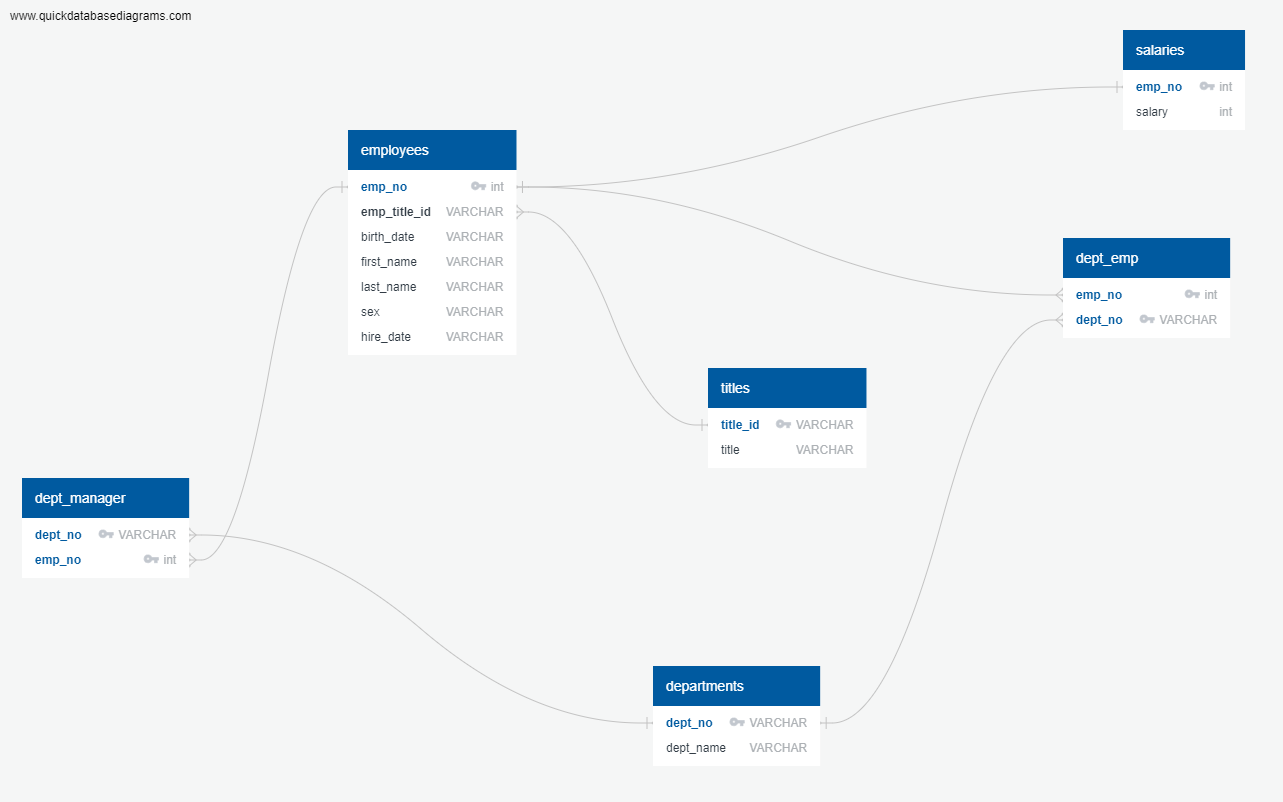 www.quickdatabasediagrams.com
salaries
emp_no int
salary int
employees
emp_no int
emp_title_id VARCHAR
birth_date VARCHAR
first_name VARCHAR
last_name VARCHAR
sex VARCHAR
hire_date VARCHAR
dept_emp
emp_no int
dept_no VARCHAR
titles
title_id VARCHAR
title VARCHAR
dept_manager
dept_no VARCHAR
emp_no int
departments
dept_no VARCHAR
dept_name VARCHAR